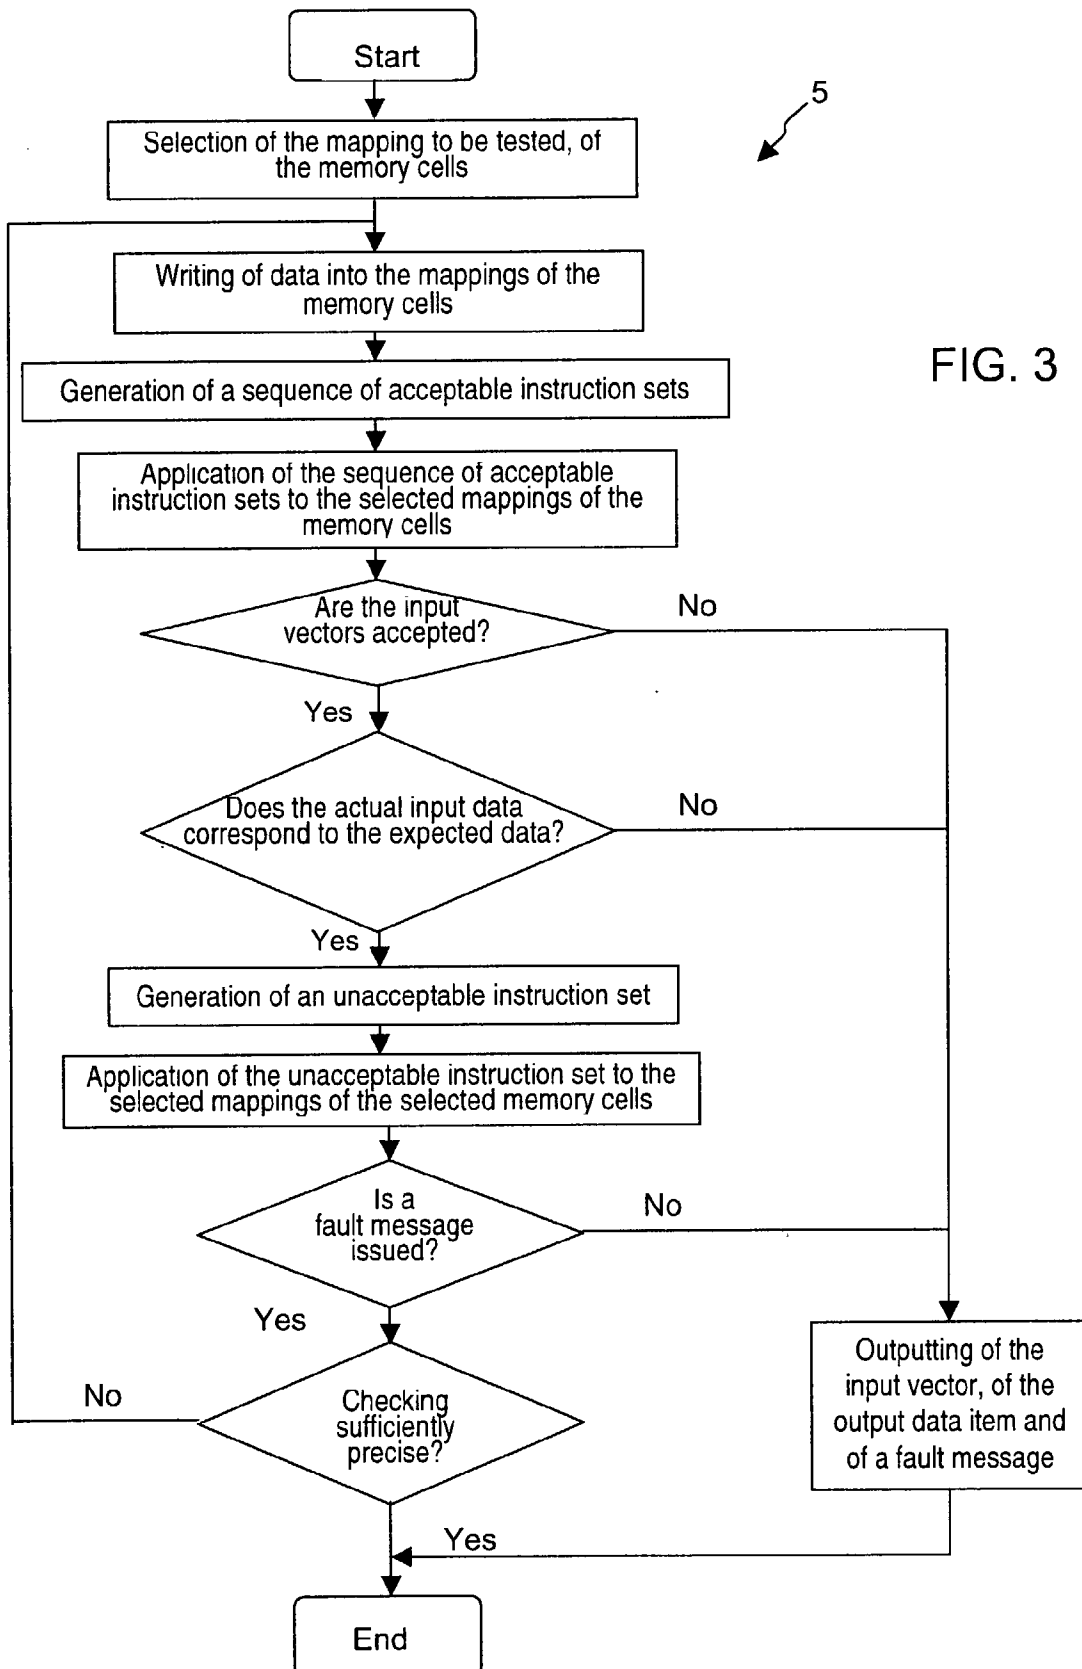 Start
5
Selection of the mapping to be tested, of
the memory cells
Writing of data into the mappings of the
memory cells
FIG. 3
Generation of a sequence of acceptable instruction sets
Application of the sequence of acceptable
instruction sets to the selected mappings of the
memory cells
Are the input
vectors accepted?
No
Yes
Does the actual input data
correspond to the expected data?
No
Yes
Generation of an unacceptable instruction set
Application of the unacceptable instruction set to the
selected mappings of the selected memory cells
Is a
fault message
issued?
No
Yes
Outputting of the
input vector, of the
output data item and
of a fault message
Checking
sufficiently
precise?
No
Yes
End